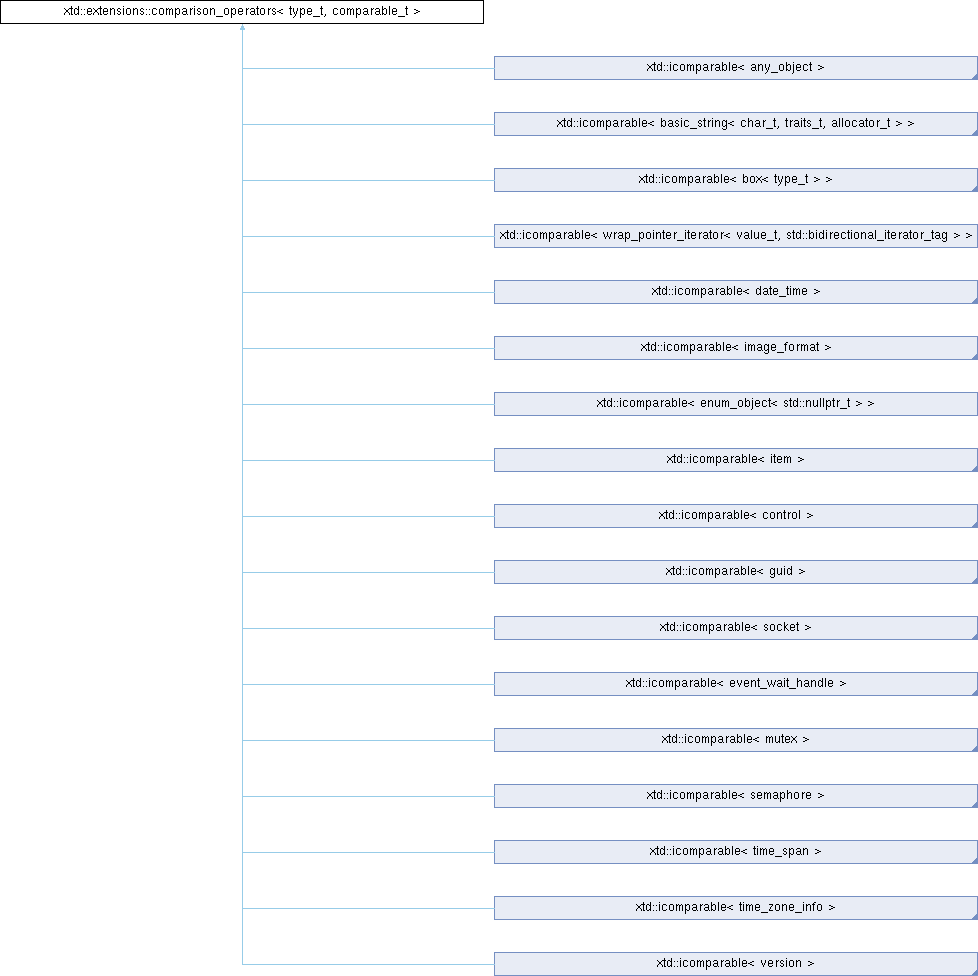 xtd::extensions::comparison_operators< type_t, comparable_t >
xtd::icomparable< any_object >
xtd::icomparable< basic_string< char_t, traits_t, allocator_t > >
xtd::icomparable< box< type_t > >
xtd::icomparable< wrap_pointer_iterator< value_t, std::bidirectional_iterator_tag > >
xtd::icomparable< date_time >
xtd::icomparable< image_format >
xtd::icomparable< enum_object< std::nullptr_t > >
xtd::icomparable< item >
xtd::icomparable< control >
xtd::icomparable< guid >
xtd::icomparable< socket >
xtd::icomparable< event_wait_handle >
xtd::icomparable< mutex >
xtd::icomparable< semaphore >
xtd::icomparable< time_span >
xtd::icomparable< time_zone_info >
xtd::icomparable< version >